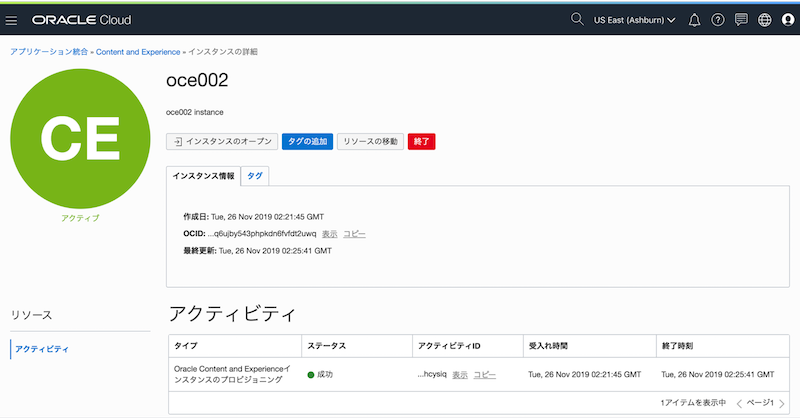 ORACLE Cloud
US East (Ashburn)
アプリケーション統合 » Content and Experience » インスタンスの詳細
CE
アクティブ
oce002
oce002 instance
インスタンスのオープン タグの追加 リソースの移動 終了
インスタンス情報 タグ
作成日: Tue, 26 Nov 2019 02:21:45 GMT
OCID: ...q6ujby543phpkdn6fvfdt2uwq 表示 コピー
最終更新: Tue, 26 Nov 2019 02:25:41 GMT
リソース
アクティビティ
アクティビティ
タイプ ステータス アクティビティID 受入れ時間 終了時刻
Oracle Content and Experienceイ
ンスタンスのプロビジョニング
成功 ...hcysiq 表示 コピー Tue, 26 Nov 2019 02:21:45 GMT Tue, 26 Nov 2019 02:25:41 GMT
1アイテムを表示中 ページ1